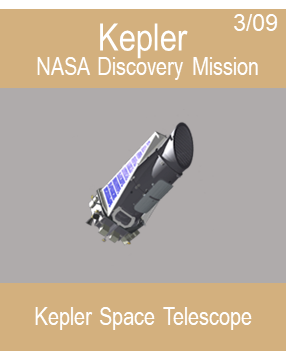 3/09
Kepler
NASA Discovery Mission
Kepler Space Telescope